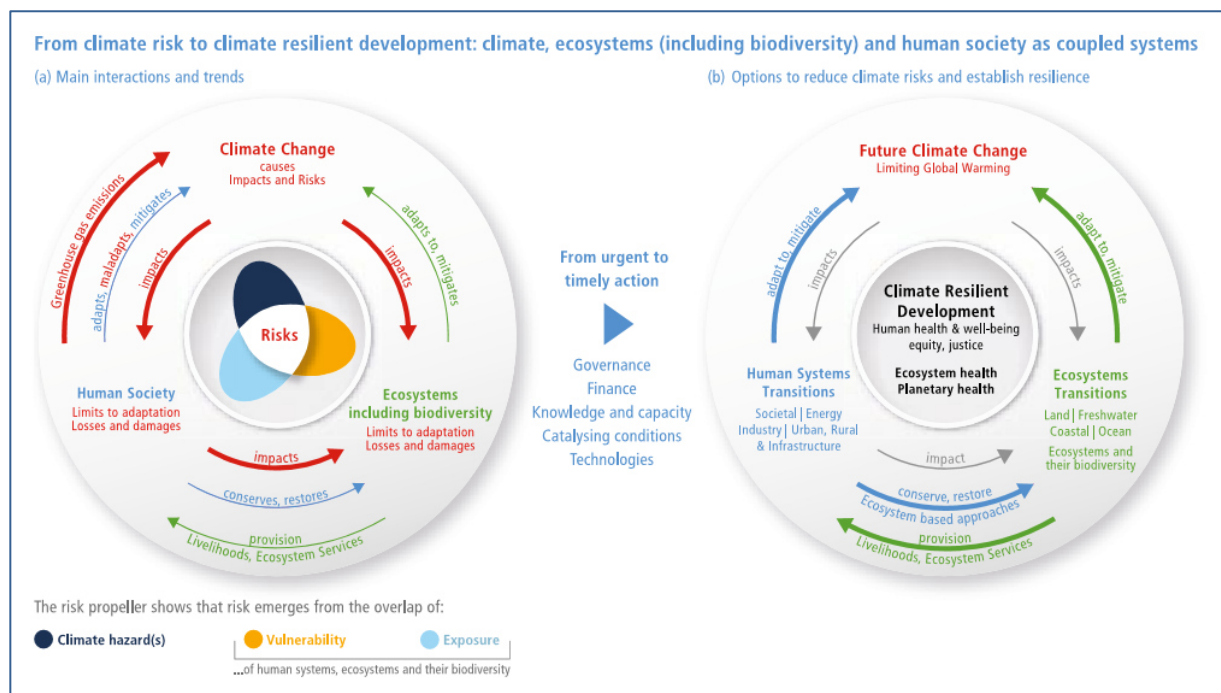 From climate risk to climate resilient development: climate, ecosystems (including biodiversity) and human society as coupled systems
(a) Main interactions and trends
Climate Change
causes
Impacts and Risks
Greenhouse gas emissions
adapts, maladapts, mitigates
impacts
impacts
adapts to, mitigates
Risks
Human Society
Limits to adaptation
Losses and damages
Ecosystems
including biodiversity
Limits to adaptation
Losses and damages
impacts
conserves, restores
provision
Livelihoods, Ecosystem Services
From urgent to
timely action
Governance
Finance
Knowledge and capacity
Catalysing conditions
Technologies
(b) Options to reduce climate risks and establish resilience
Future Climate Change
Limiting Global Warming
adapt to, mitigate
impacts
impacts
adapt to, mitigate
Climate Resilient
Development
Human health & well-being
equity, justice
Ecosystem health
Planetary health
Human Systems
Transitions
Societal | Energy
Industry | Urban, Rural
& Infrastructure
Ecosystems
Transitions
Land | Freshwater
Coastal | Ocean
Ecosystems and
their biodiversity
impact
conserve, restore
Ecosystem based approaches
provision
Livelihoods, Ecosystem Services
The risk propeller shows that risk emerges from the overlap of:
Climate hazard(s) Vulnerability Exposure
...of human systems, ecosystems and their biodiversity